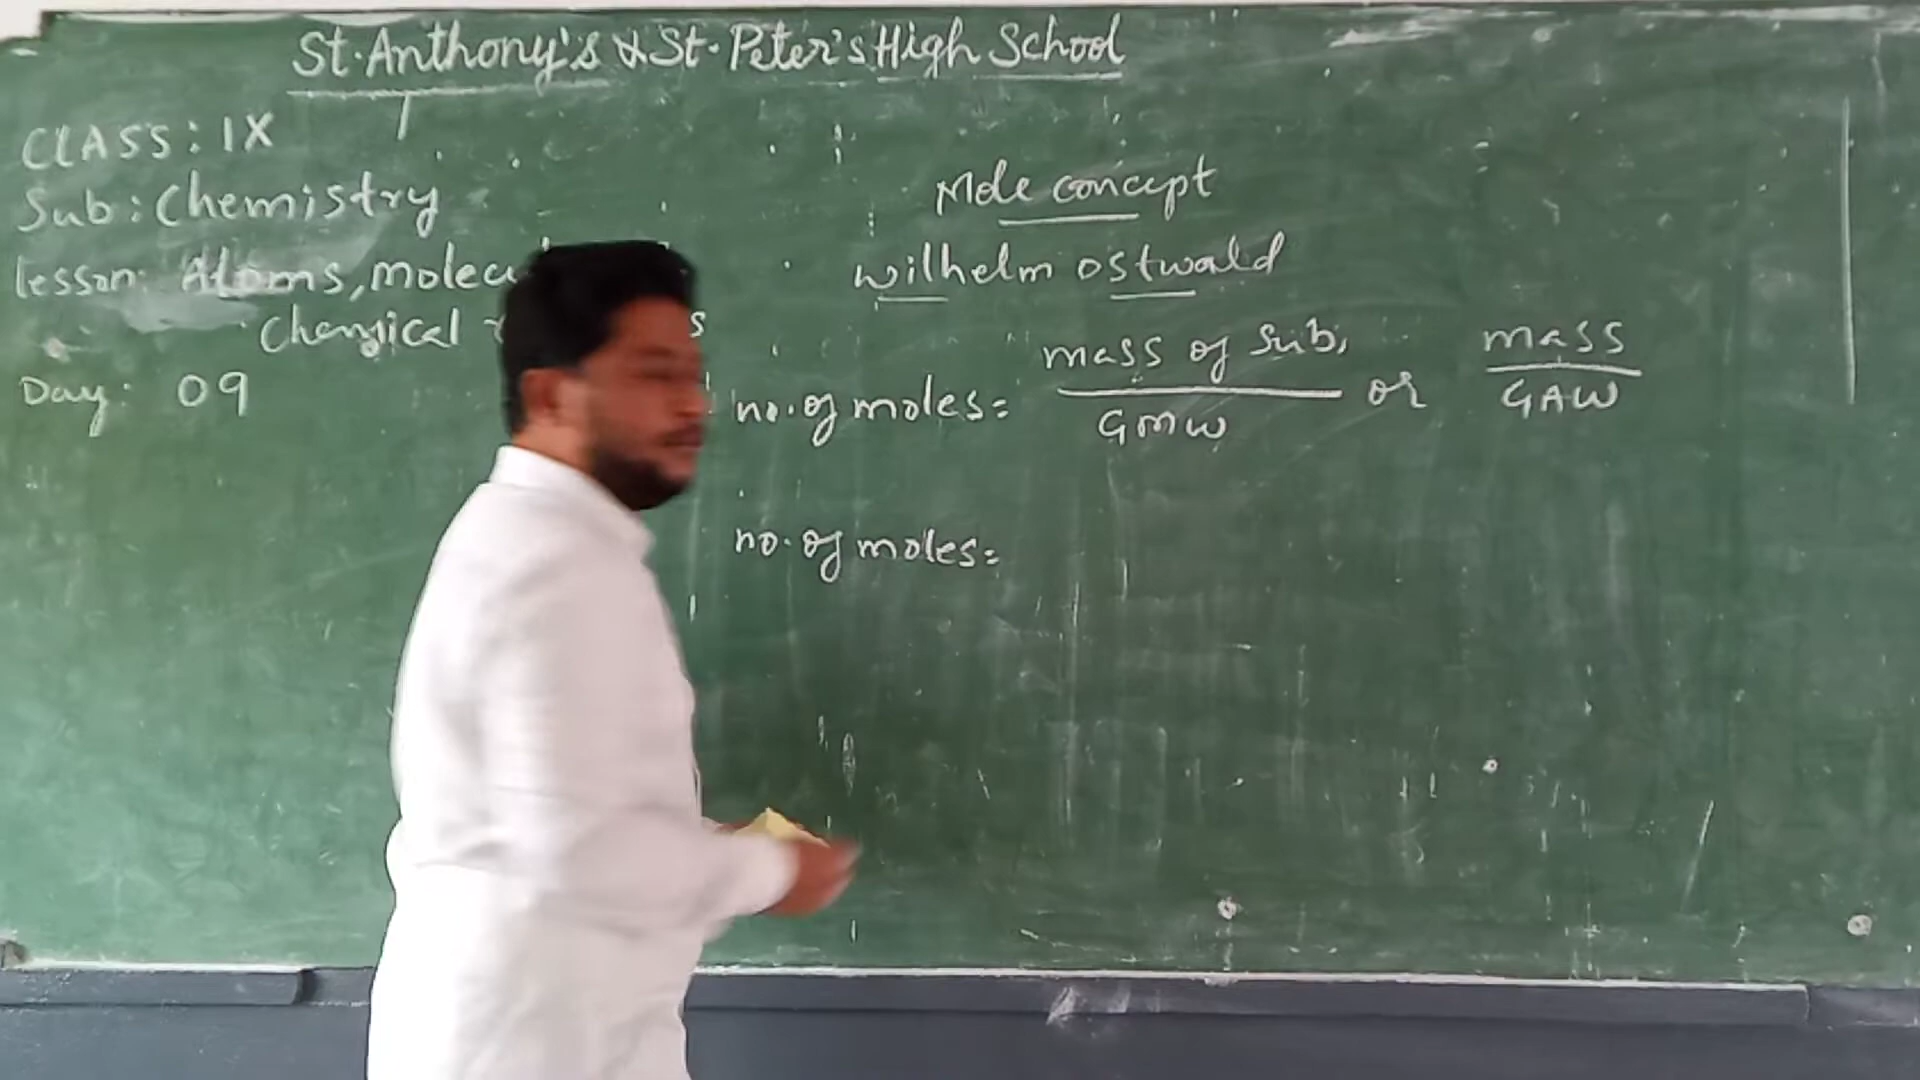 St. Anthony's & St. Peter's High School
CLASS: IX
Sub: Chemistry
lesson: Atoms, molecu
Chemical s
Day: 09
Mole concept
Wilhelm Ostwald
no. of moles = mass of Sub, / GMW or mass / GAW
no. of moles =